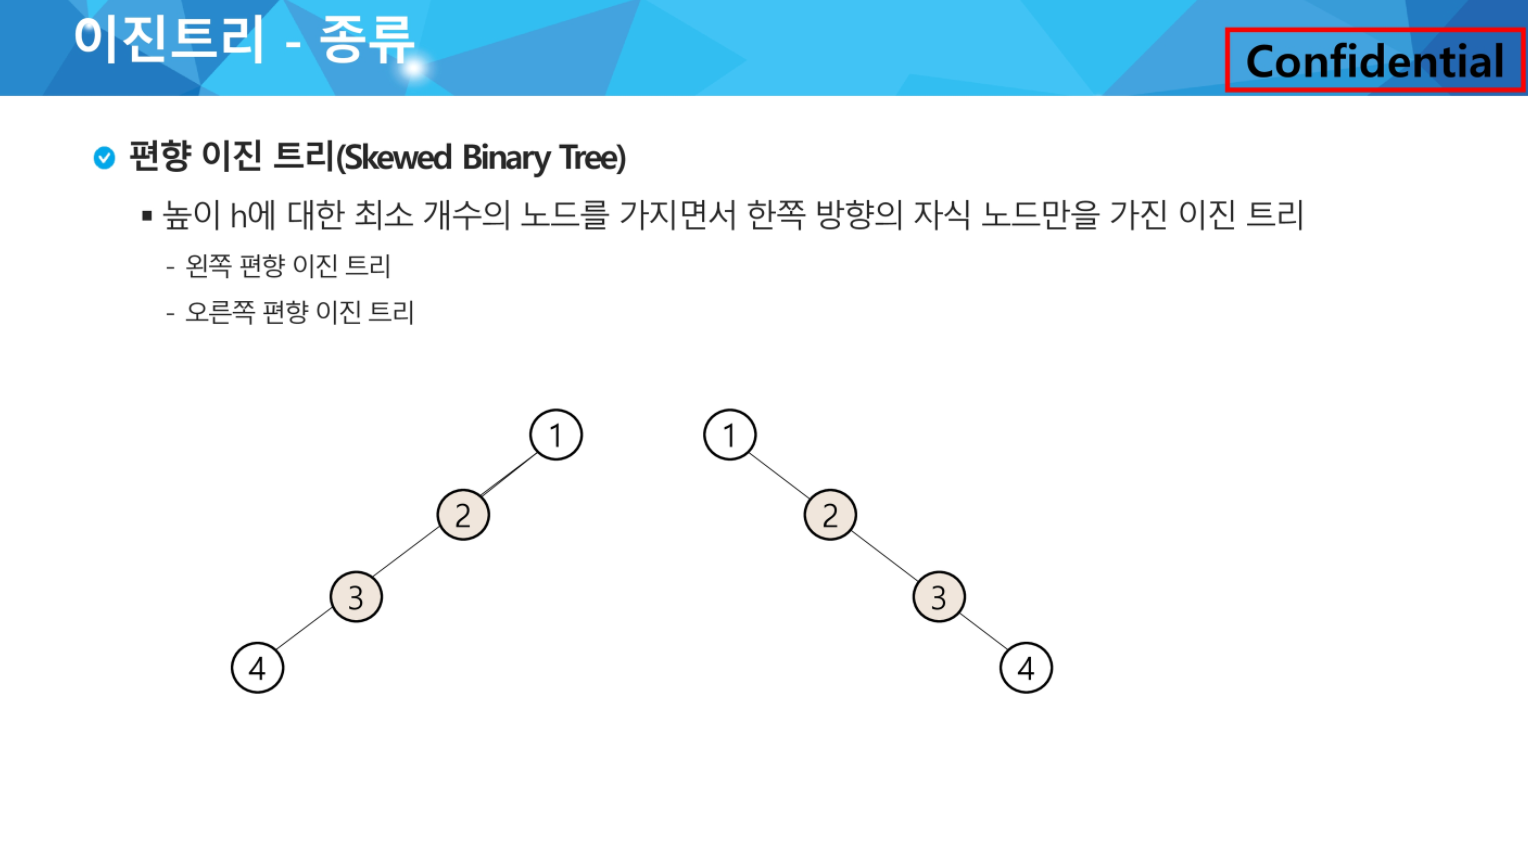 이진트리 - 종류
Confidential
편향 이진 트리(Skewed Binary Tree)
▪ 높이 h에 대한 최소 개수의 노드를 가지면서 한쪽 방향의 자식 노드만을 가진 이진 트리
- 왼쪽 편향 이진 트리
- 오른쪽 편향 이진 트리
1 1
2 2
3 3
4 4